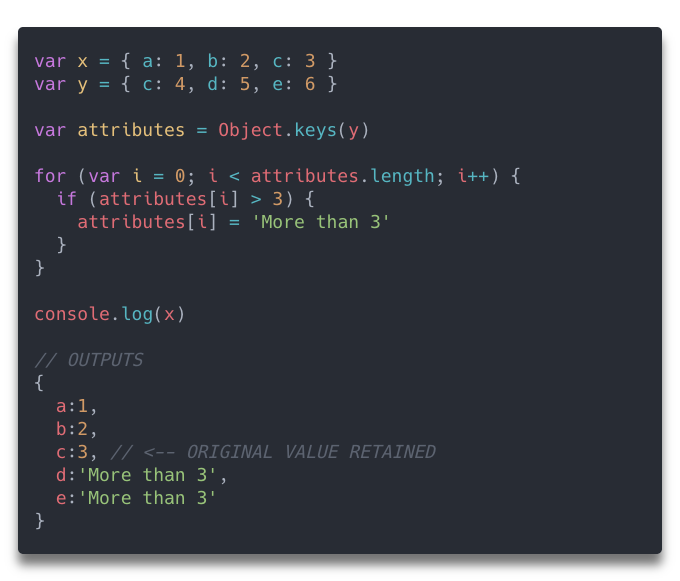 var x = { a: 1, b: 2, c: 3 }
var y = { c: 4, d: 5, e: 6 }
var attributes = Object.keys(y)
for (var i = 0; i < attributes.length; i++) {
  if (attributes[i] > 3) {
    attributes[i] = 'More than 3'
  }
}
console.log(x)
// OUTPUTS
{
  a:1,
  b:2,
  c:3, // <-- ORIGINAL VALUE RETAINED
  d:'More than 3',
  e:'More than 3'
}